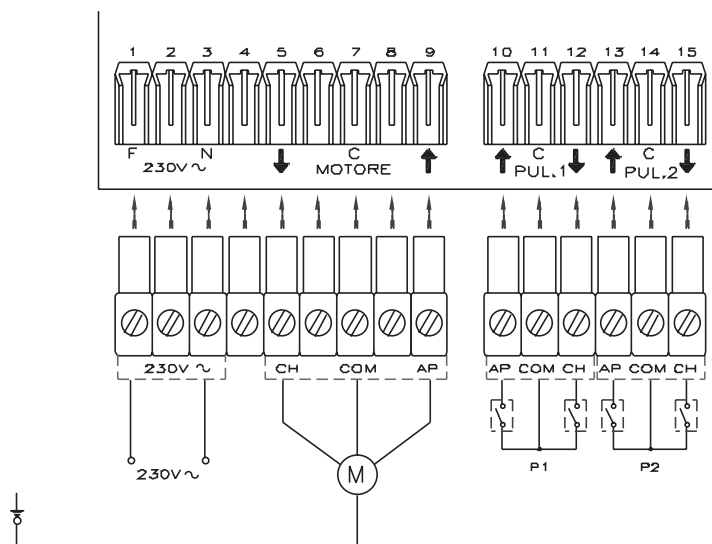 1 2 3 4 5 6 7 8 9 10 11 12 13 14 15
F N C C C
230V~ MOTORE PUL.1 PUL.2
230V~ CH COM AP AP COM CH AP COM CH
P1 P2
M
230V~